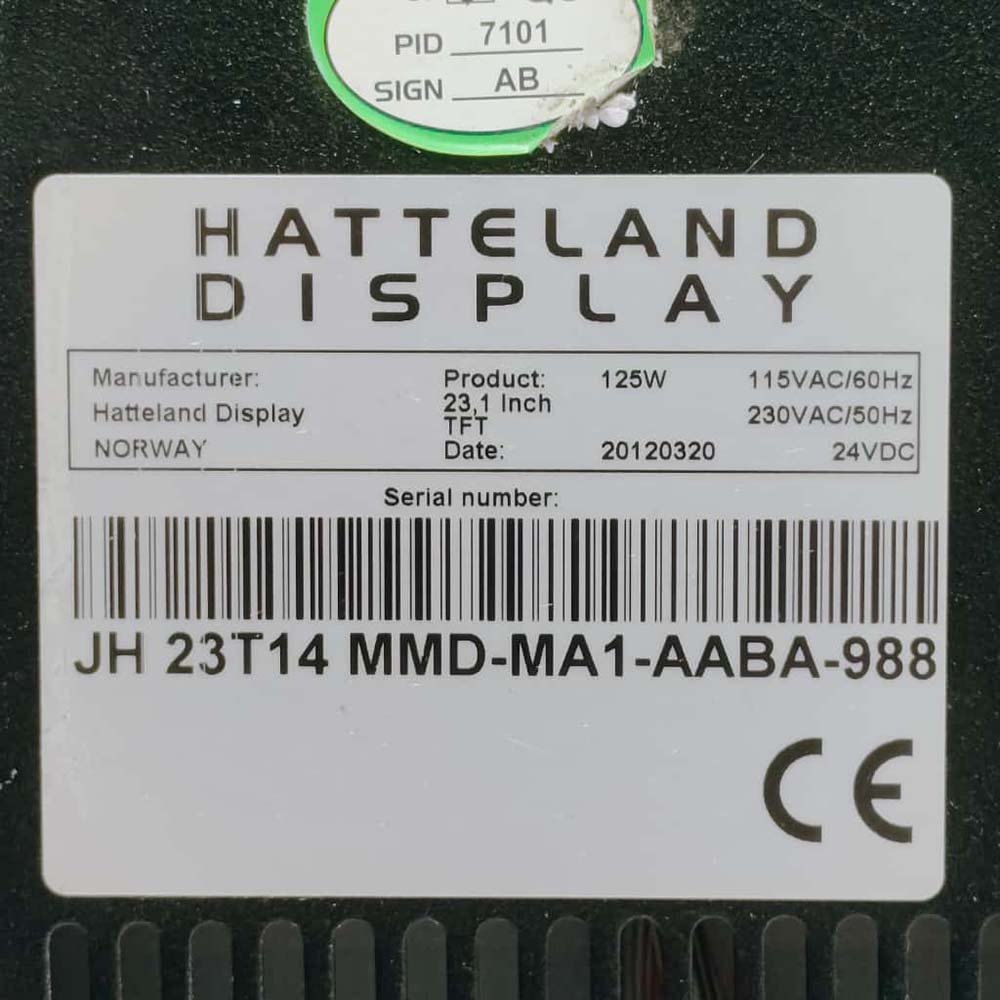 PID 7101
SIGN AB
HATTELAND
DISPLAY
Manufacturer:
Hatteland Display
NORWAY
Product:
23,1 Inch
TFT
Date:
125W
20120320
115VAC/60Hz
230VAC/50Hz
24VDC
Serial number:
JH 23T14 MMD-MA1-AABA-988
CE